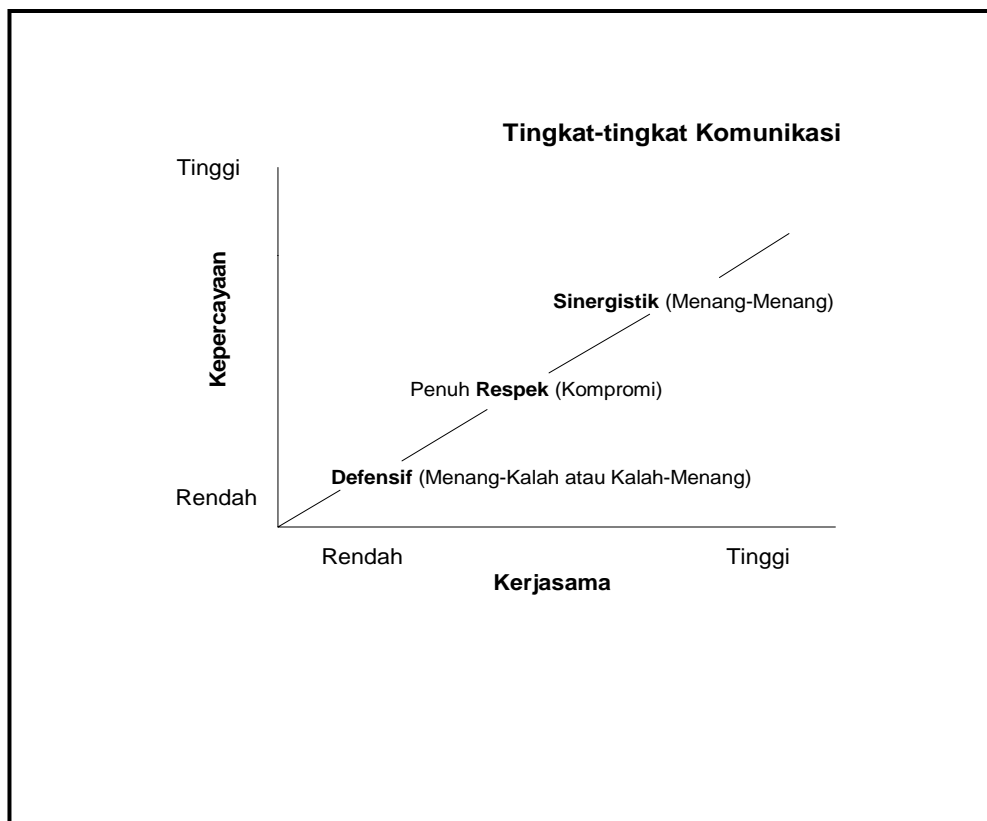 Tingkat-tingkat Komunikasi
Tinggi
Kepercayaan
Sinergistik (Menang-Menang)
Penuh Respek (Kompromi)
Defensif (Menang-Kalah atau Kalah-Menang)
Rendah
Rendah Tinggi
Kerjasama